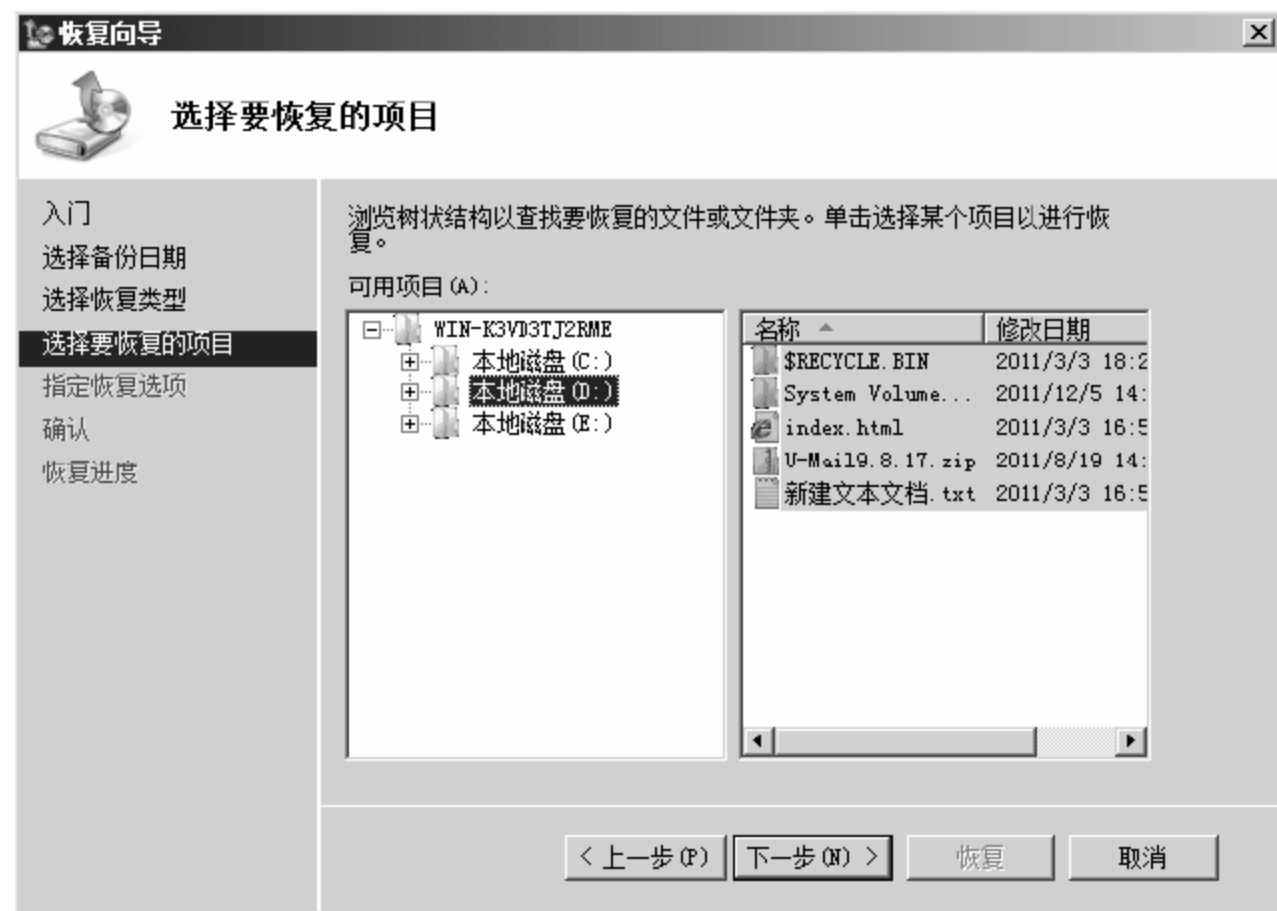 恢复向导
选择要恢复的项目
入门
选择备份日期
选择恢复类型
选择要恢复的项目
指定恢复选项
确认
恢复进度
浏览树状结构以查找要恢复的文件或文件夹。单击选择某个项目以进行恢
复。
可用项目(A):
WIN-K3VD3TJ2RME
本地磁盘(C:)
本地磁盘(D:)
本地磁盘(E:)
名称 修改日期
$RECYCLE.BIN 2011/3/3 18:2
System Volume... 2011/12/5 14:
index.html 2011/3/3 16:5
U-Mail9.8.17.zip 2011/8/19 14:
新建文本文档.txt 2011/3/3 16:5
< 上一步(P) 下一步(N) > 恢复 取消